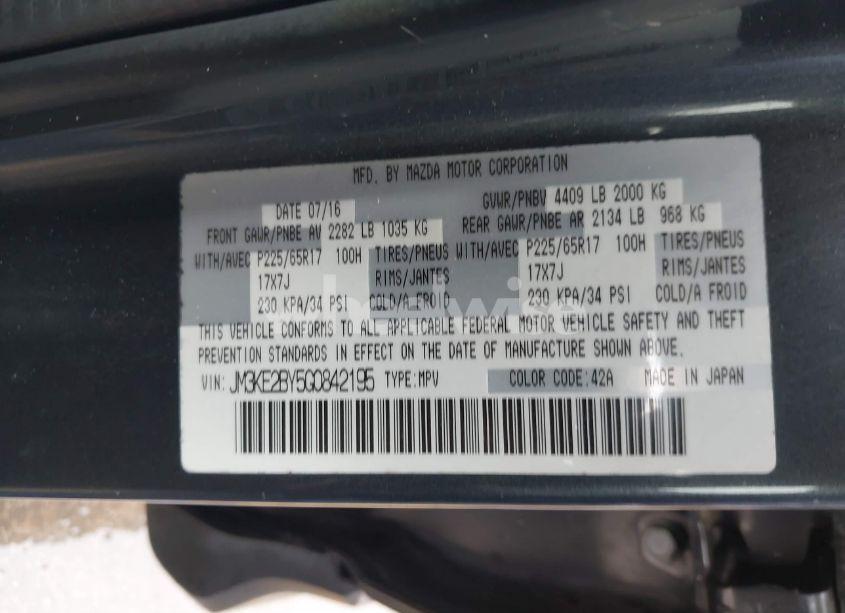 MFD. BY MAZDA MOTOR CORPORATION
DATE 07/16 GVWR/PNBV 4409 LB 2000 KG
FRONT GAWR/PNBE AV 2282 LB 1035 KG REAR GAWR/PNBE AR 2134 LB 968 KG
WITH/AVEC P225/65R17 100H TIRES/PNEUS WITH/AVEC P225/65R17 100H TIRES/PNEUS
17X7J RIMS/JANTES 17X7J RIMS/JANTES
230 KPA/34 PSI COLD/A FROID 230 KPA/34 PSI COLD/A FROID
THIS VEHICLE CONFORMS TO ALL APPLICABLE FEDERAL MOTOR VEHICLE SAFETY AND THEFT
PREVENTION STANDARDS IN EFFECT ON THE DATE OF MANUFACTURE SHOWN ABOVE.
VIN: JM3KE2BY5G0842195 TYPE:MPV COLOR CODE:42A MADE IN JAPAN